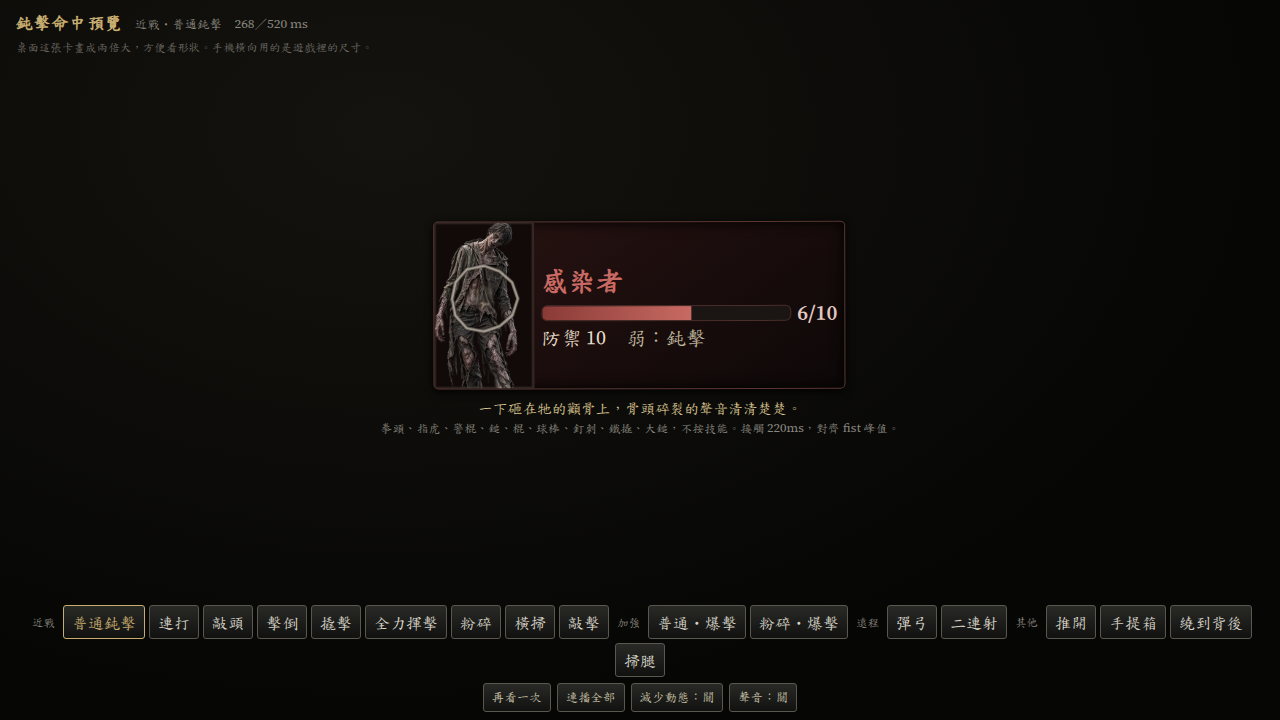 鈍擊命中預覽 近戰・普通鈍擊 268／520 ms
桌面這張卡畫成兩倍大，方便看形狀。手機橫向用的是遊戲裡的尺寸。
感染者
6/10
防禦 10 弱：鈍擊
一下砸在牠的顴骨上，骨頭碎裂的聲音清清楚楚。
拳頭、指虎、警棍、鎚、棍、球棒、釘刺、鐵撬、大鎚，不按技能。接觸 220ms，對齊 fist 峰值。
近戰 普通鈍擊 連打 敲頭 擊倒 撬擊 全力揮擊 粉碎 橫掃 敲擊 加強 普通・爆擊 粉碎・爆擊 遠程 彈弓 二連射 其他 推開 手提箱 繞到背後
掃腿
再看一次 連播全部 減少動態：關 聲音：關